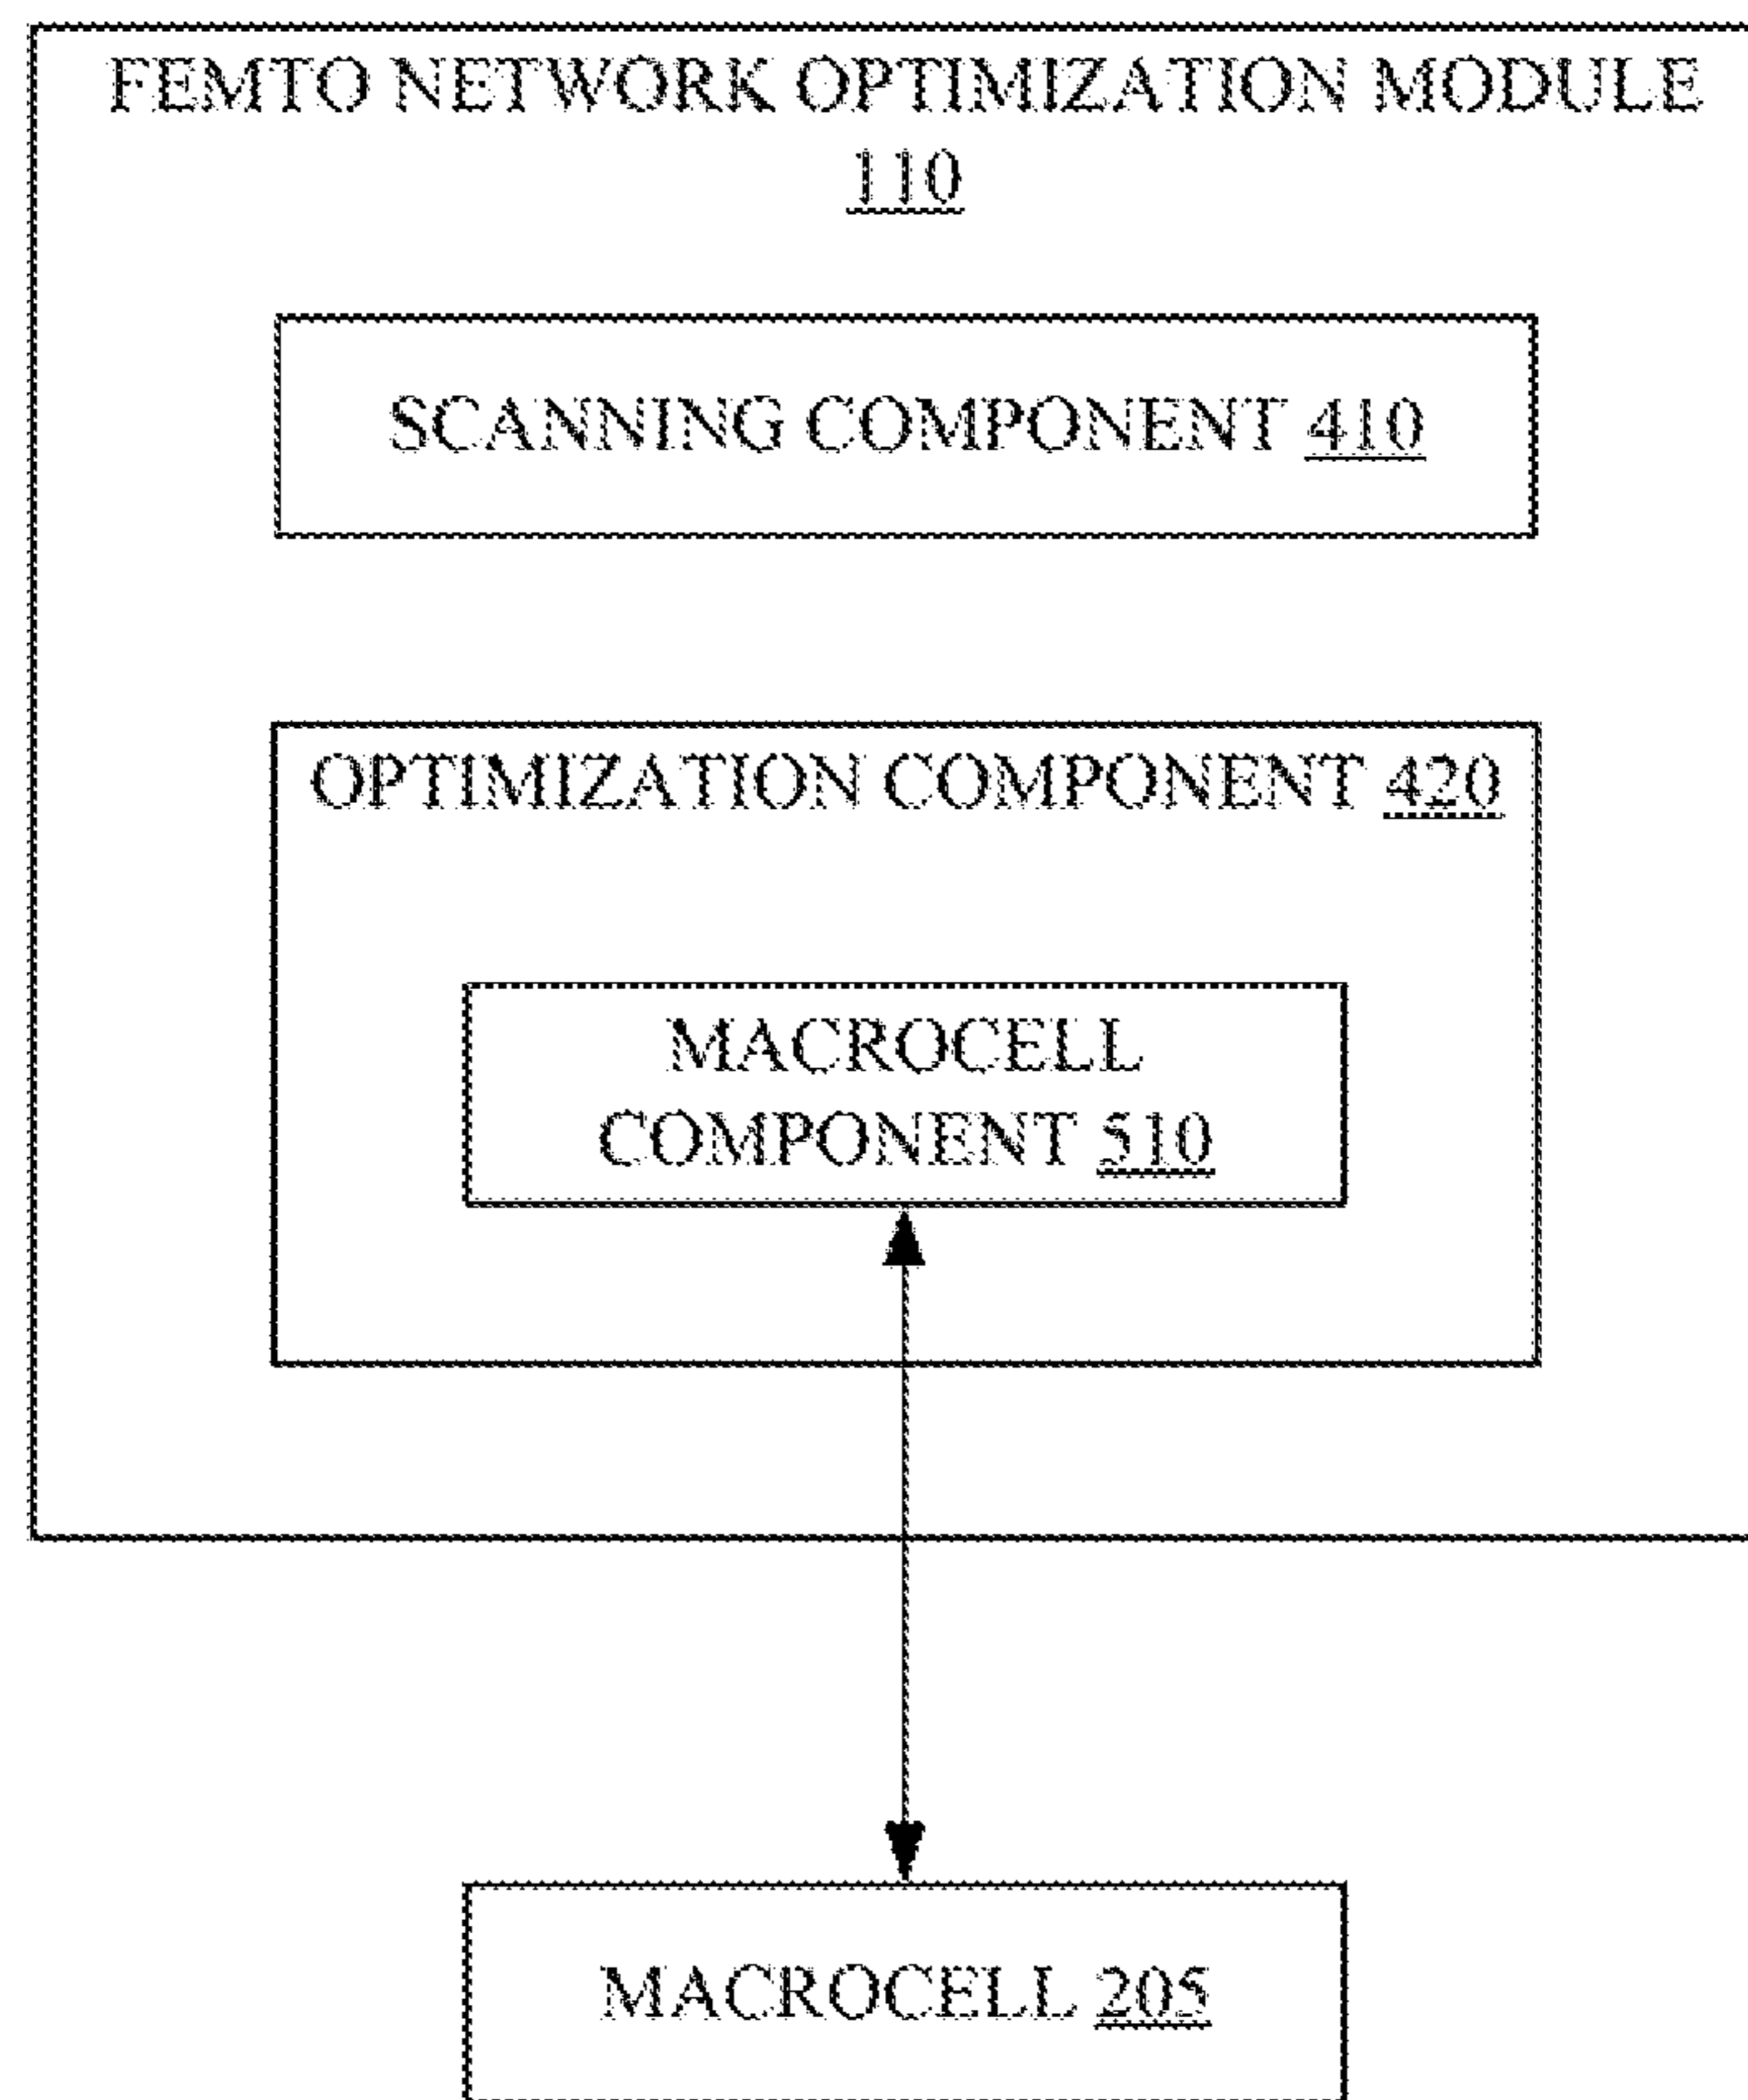 FEMTO NETWORK OPTIMIZATION MODULE
110
SCANNING COMPONENT 410
OPTIMIZATION COMPONENT 420
MACROCELL
COMPONENT 510
MACROCELL 205